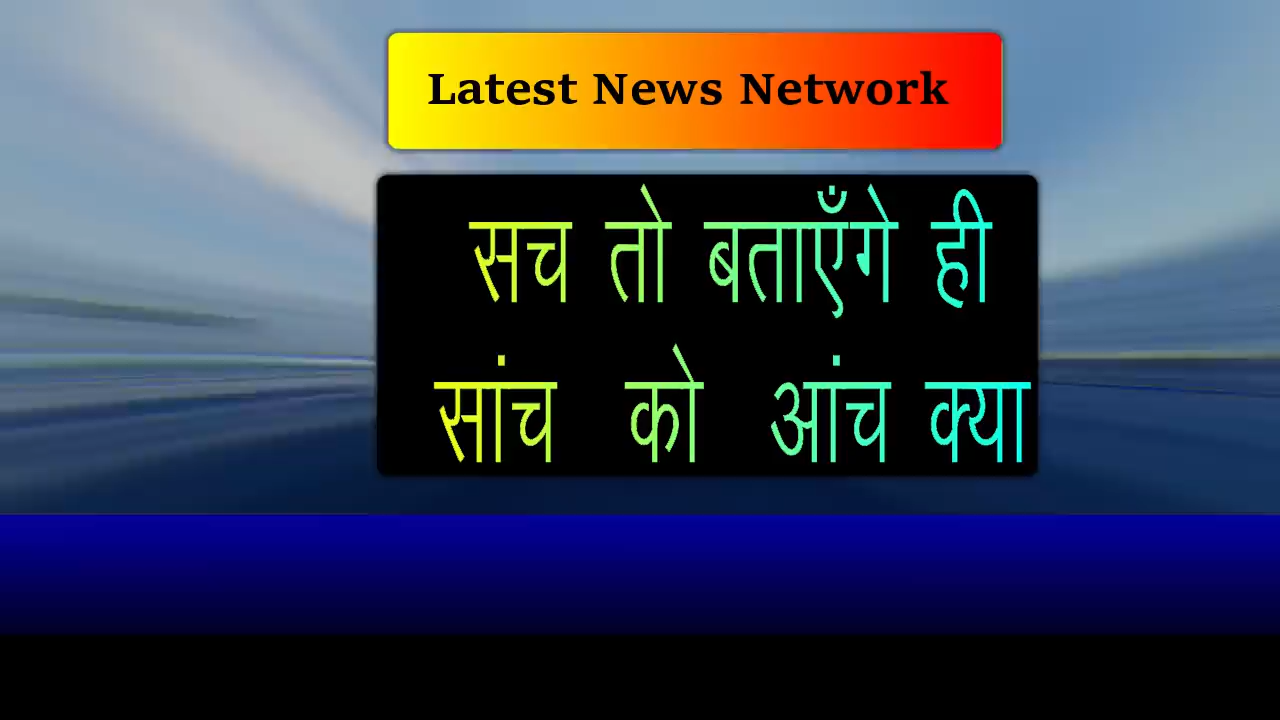 Latest News Network
सच तो बताएँगे ही
सांच को आंच क्या